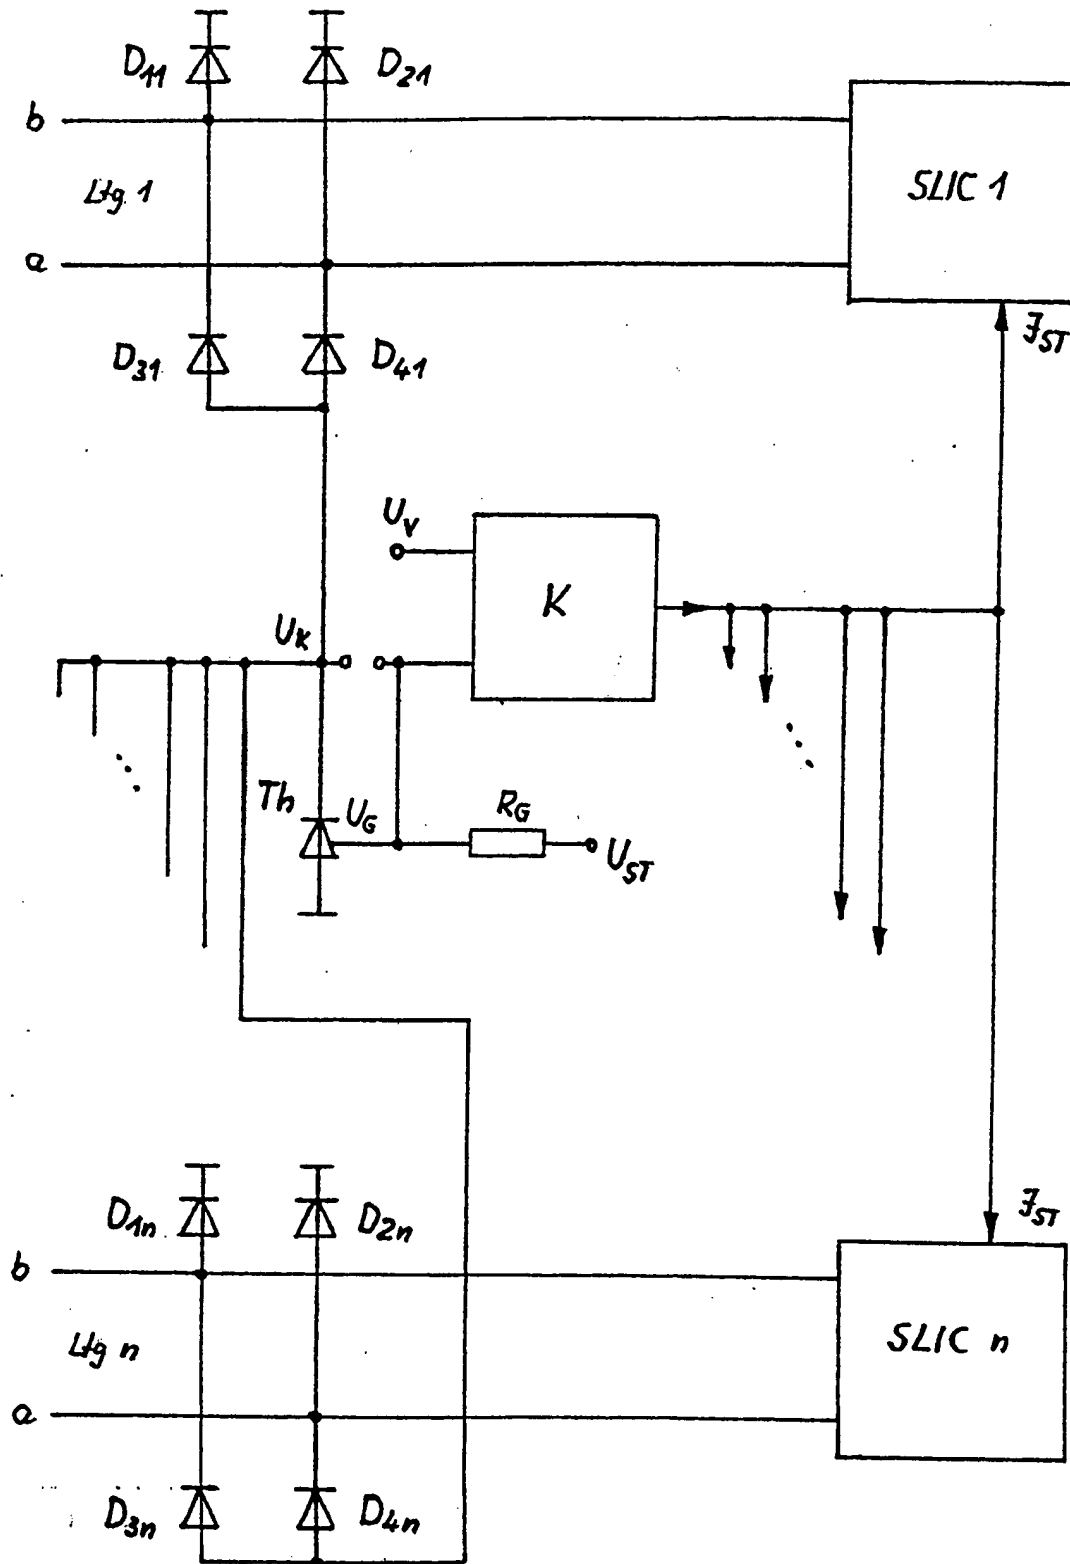 D11 D21
b
Ltg. 1
SLIC 1
a
D31 D41
IST
UV
K
UK
Th
UG
RG
UST
D1n D2n
IST
b
Ltg n
SLIC n
a
D3n D4n